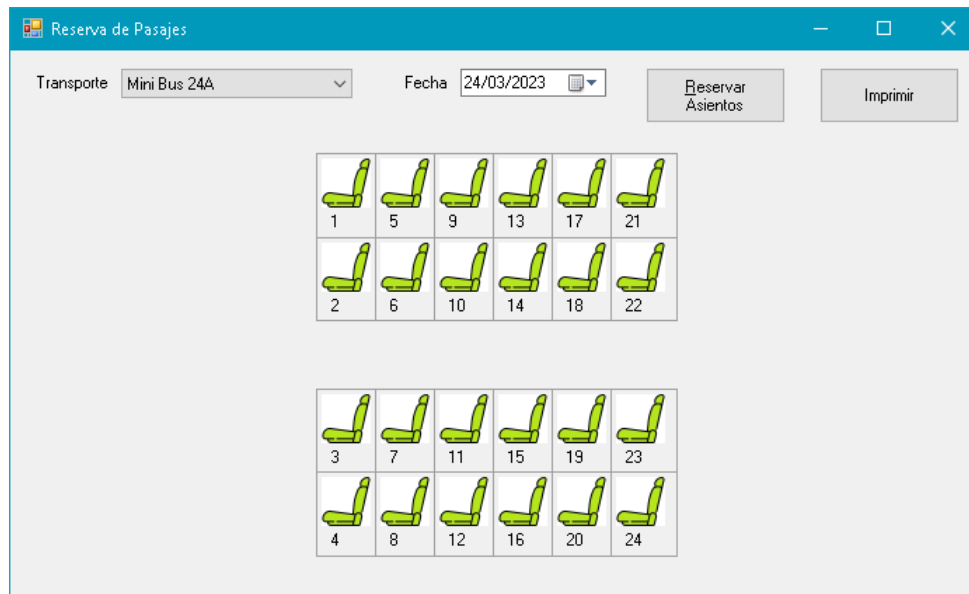 Reserva de Pasajes
Transporte Mini Bus 24A Fecha 24/03/2023 Reservar Asientos Imprimir
1 5 9 13 17 21
2 6 10 14 18 22
3 7 11 15 19 23
4 8 12 16 20 24